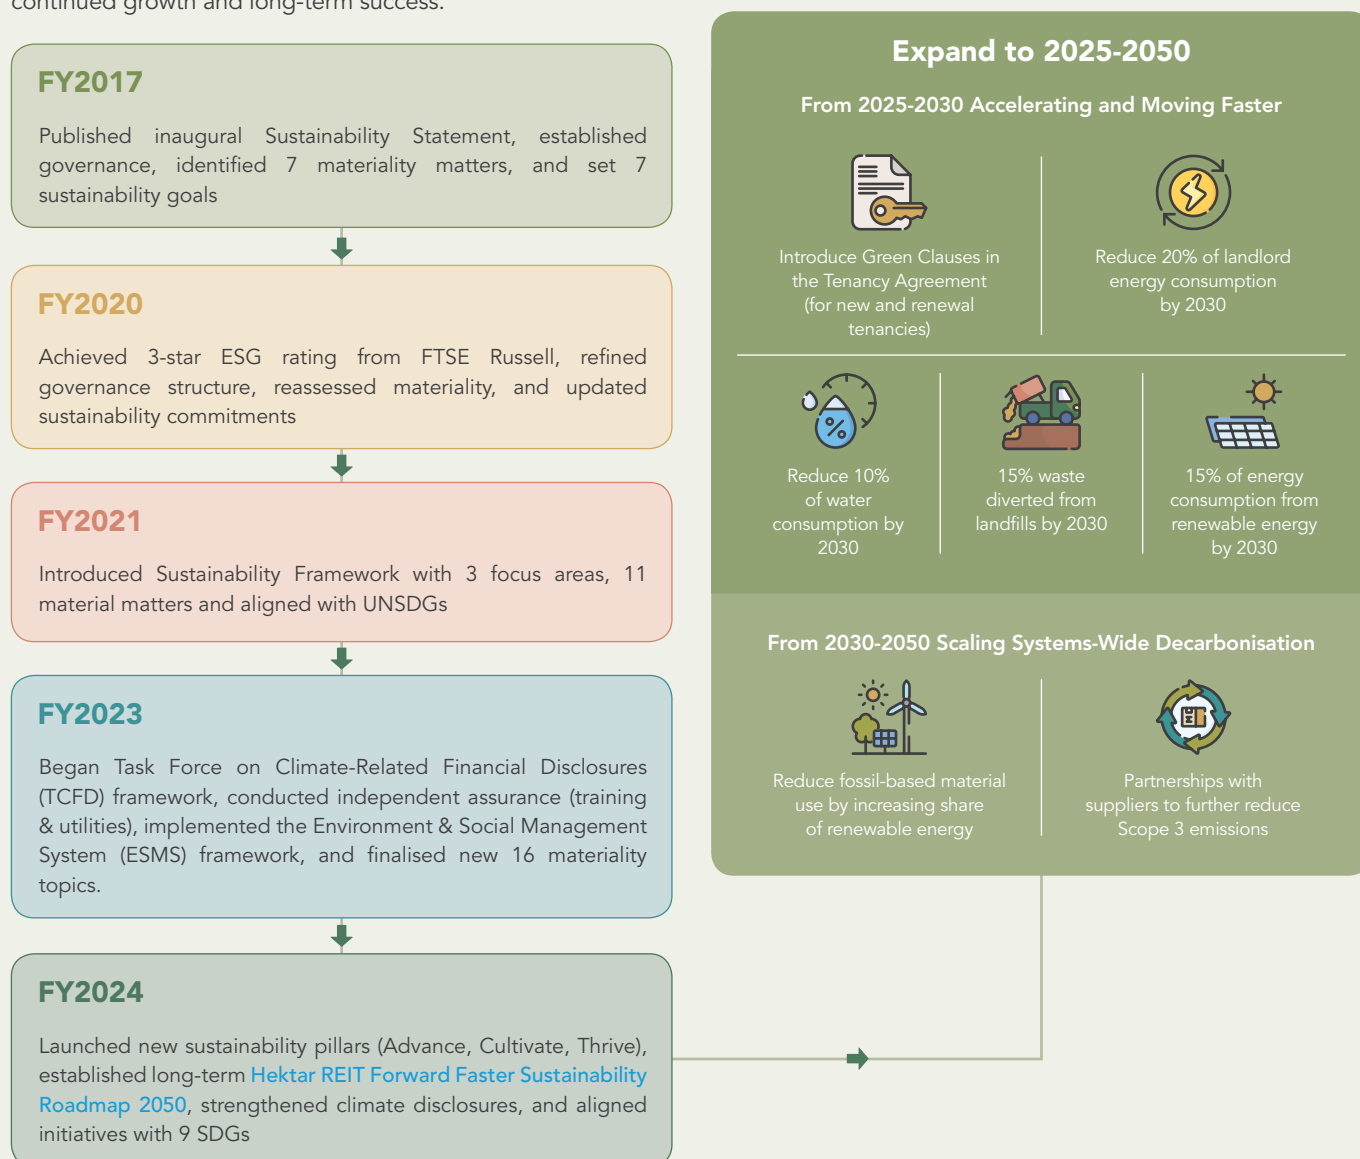 continued growth and long-term success.
FY2017
Published inaugural Sustainability Statement, established
governance, identified 7 materiality matters, and set 7
sustainability goals
FY2020
Achieved 3-star ESG rating from FTSE Russell, refined
governance structure, reassessed materiality, and updated
sustainability commitments
FY2021
Introduced Sustainability Framework with 3 focus areas, 11
material matters and aligned with UNSDGs
FY2023
Began Task Force on Climate-Related Financial Disclosures
(TCFD) framework, conducted independent assurance (training
& utilities), implemented the Environment & Social Management
System (ESMS) framework, and finalised new 16 materiality
topics.
FY2024
Launched new sustainability pillars (Advance, Cultivate, Thrive),
established long-term Hektar REIT Forward Faster Sustainability
Roadmap 2050, strengthened climate disclosures, and aligned
initiatives with 9 SDGs
Expand to 2025-2050
From 2025-2030 Accelerating and Moving Faster
Introduce Green Clauses in
the Tenancy Agreement
(for new and renewal
tenancies)
Reduce 20% of landlord
energy consumption
by 2030
%
Reduce 10%
of water
consumption by
2030
15% waste
diverted from
landfills by 2030
15% of energy
consumption from
renewable energy
by 2030
From 2030-2050 Scaling Systems-Wide Decarbonisation
Reduce fossil-based material
use by increasing share
of renewable energy
Partnerships with
suppliers to further reduce
Scope 3 emissions